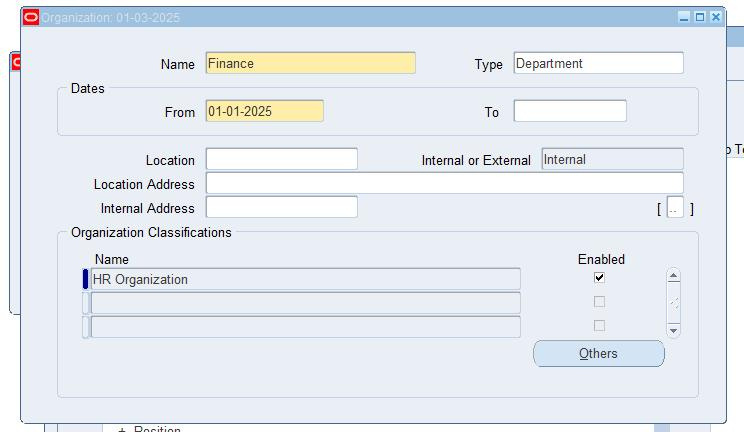 Organization: 01-03-2025
Name Finance Type Department
Dates
From 01-01-2025 To
Location Internal or External Internal
Location Address
Internal Address [ .. ]
Organization Classifications
Name Enabled
HR Organization
Others
+ Position